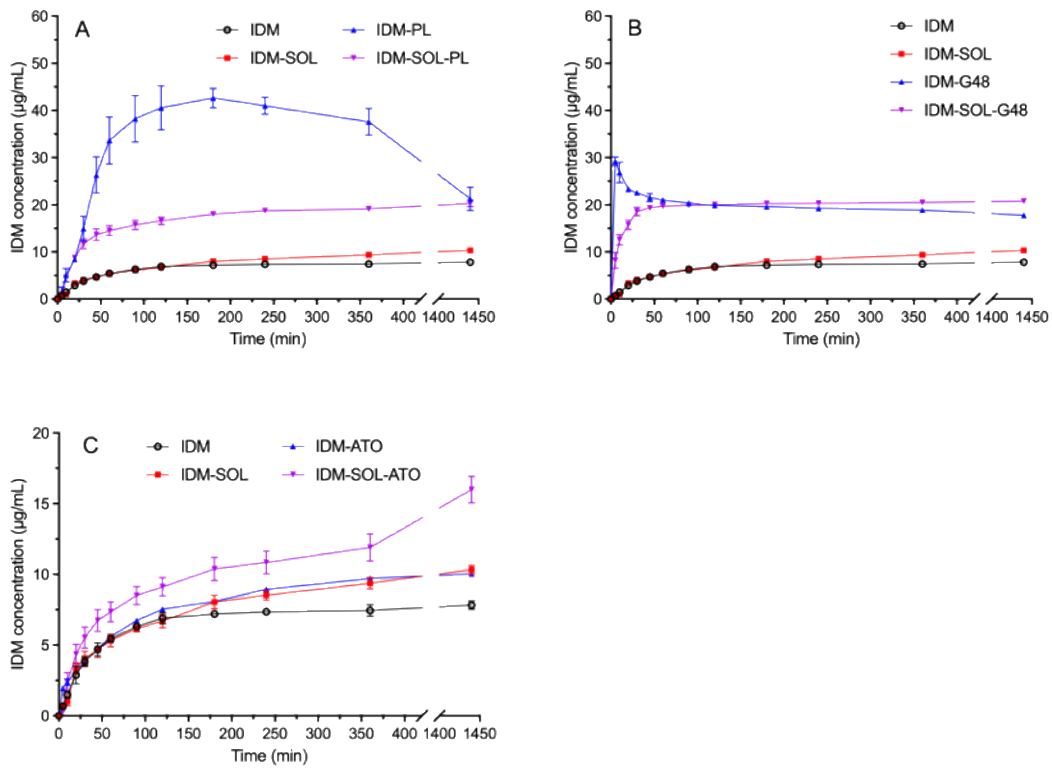 A
IDM
IDM-PL
IDM-SOL
IDM-SOL-PL
IDM concentration (µg/mL)
60
50
40
30
20
10
0
0 50 100 150 200 250 300 350 400 1400 1450
Time (min)
B
IDM
IDM-SOL
IDM-G48
IDM-SOL-G48
IDM concentration (µg/mL)
60
50
40
30
20
10
0
0 50 100 150 200 250 300 350 400 1400 1450
Time (min)
C
IDM
IDM-ATO
IDM-SOL
IDM-SOL-ATO
IDM concentration (µg/mL)
20
15
10
5
0
0 50 100 150 200 250 300 350 400 1400 1450
Time (min)